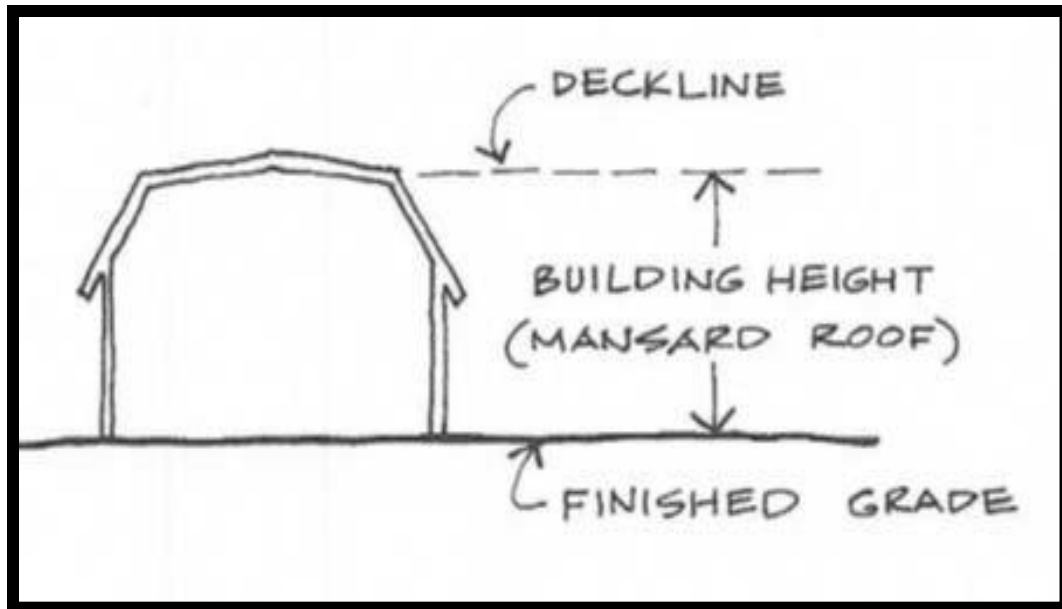 DECKLINE
BUILDING HEIGHT
(MANSARD ROOF)
FINISHED GRADE